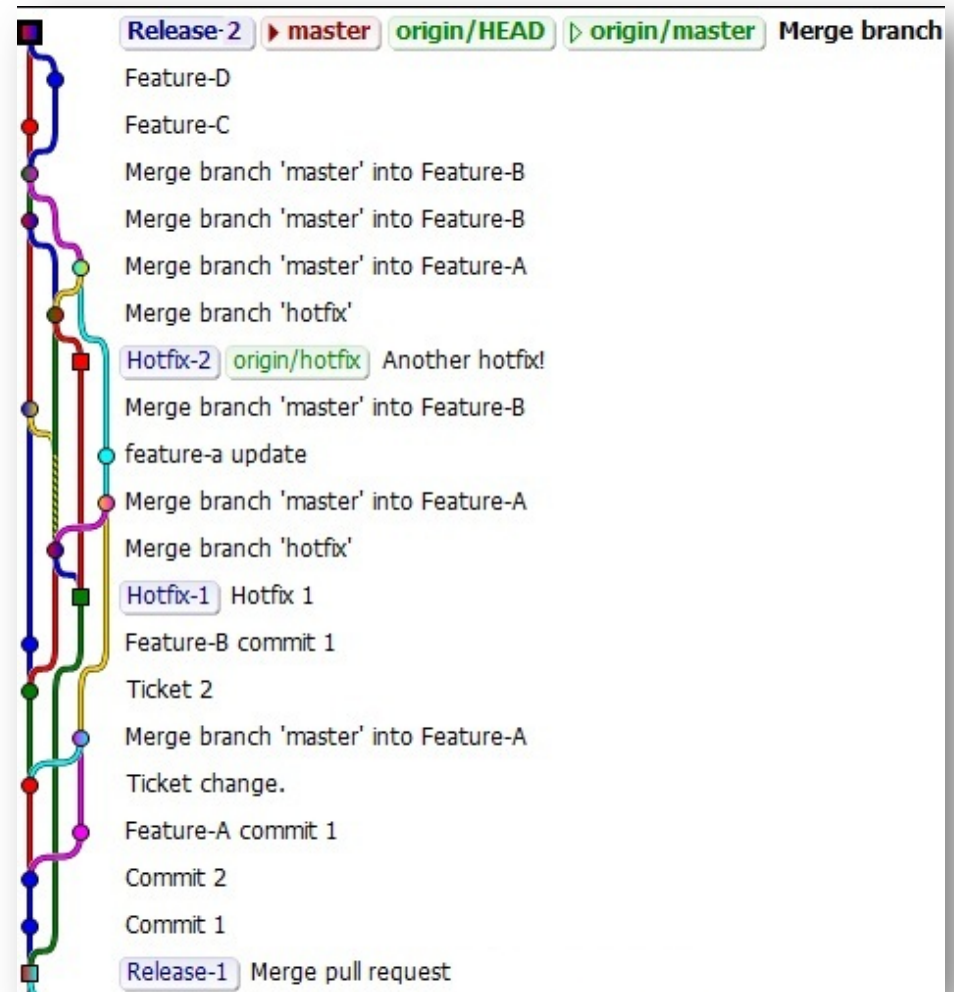 Release-2 master origin/HEAD origin/master Merge branch
Feature-D
Feature-C
Merge branch 'master' into Feature-B
Merge branch 'master' into Feature-B
Merge branch 'master' into Feature-A
Merge branch 'hotfix'
Hotfix-2 origin/hotfix Another hotfix!
Merge branch 'master' into Feature-B
feature-a update
Merge branch 'master' into Feature-A
Merge branch 'hotfix'
Hotfix-1 Hotfix 1
Feature-B commit 1
Ticket 2
Merge branch 'master' into Feature-A
Ticket change.
Feature-A commit 1
Commit 2
Commit 1
Release-1 Merge pull request